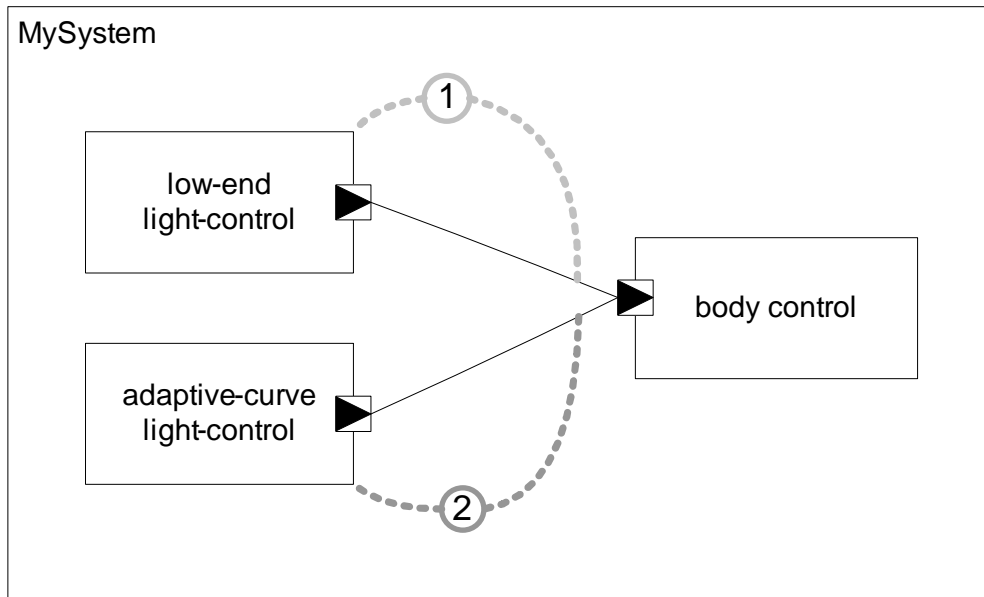 MySystem
1
low-end
light-control
body control
adaptive-curve
light-control
2